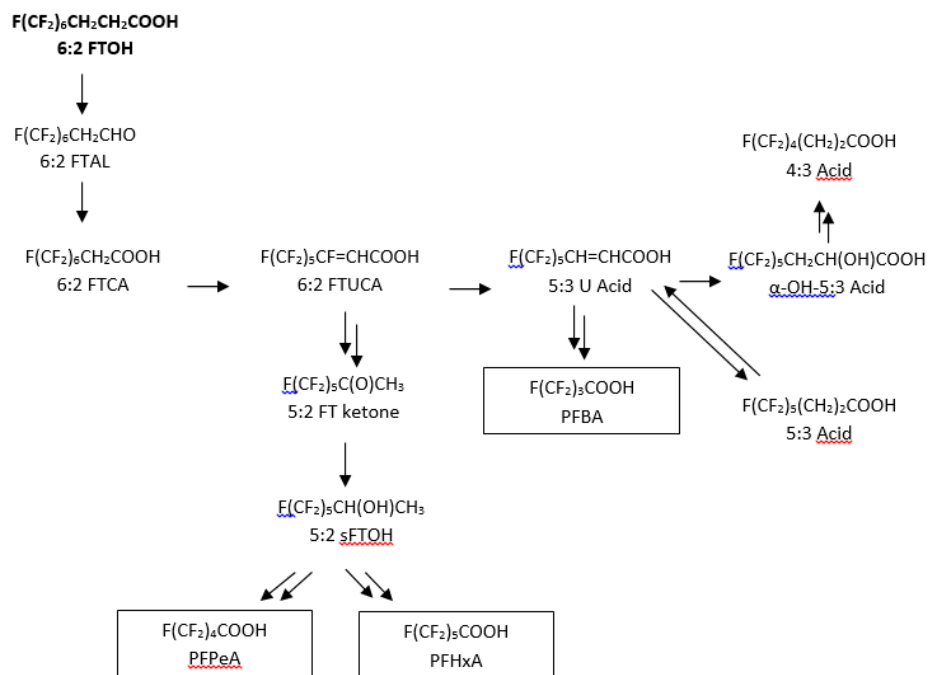 F(CF₂)₆CH₂CH₂COOH
6:2 FTOH
F(CF₂)₆CH₂CHO
6:2 FTAL
F(CF₂)₄(CH₂)₂COOH
4:3 Acid
F(CF₂)₆CH₂COOH
6:2 FTCA
F(CF₂)₅CF=CHCOOH
6:2 FTUCA
F(CF₂)₅CH=CHCOOH
5:3 U Acid
F(CF₂)₅CH₂CH(OH)COOH
α-OH-5:3 Acid
F(CF₂)₅C(O)CH₃
5:2 FT ketone
F(CF₂)₃COOH
PFBA
F(CF₂)₅(CH₂)₂COOH
5:3 Acid
F(CF₂)₅CH(OH)CH₃
5:2 sFTOH
F(CF₂)₄COOH
PFPeA
F(CF₂)₅COOH
PFHxA